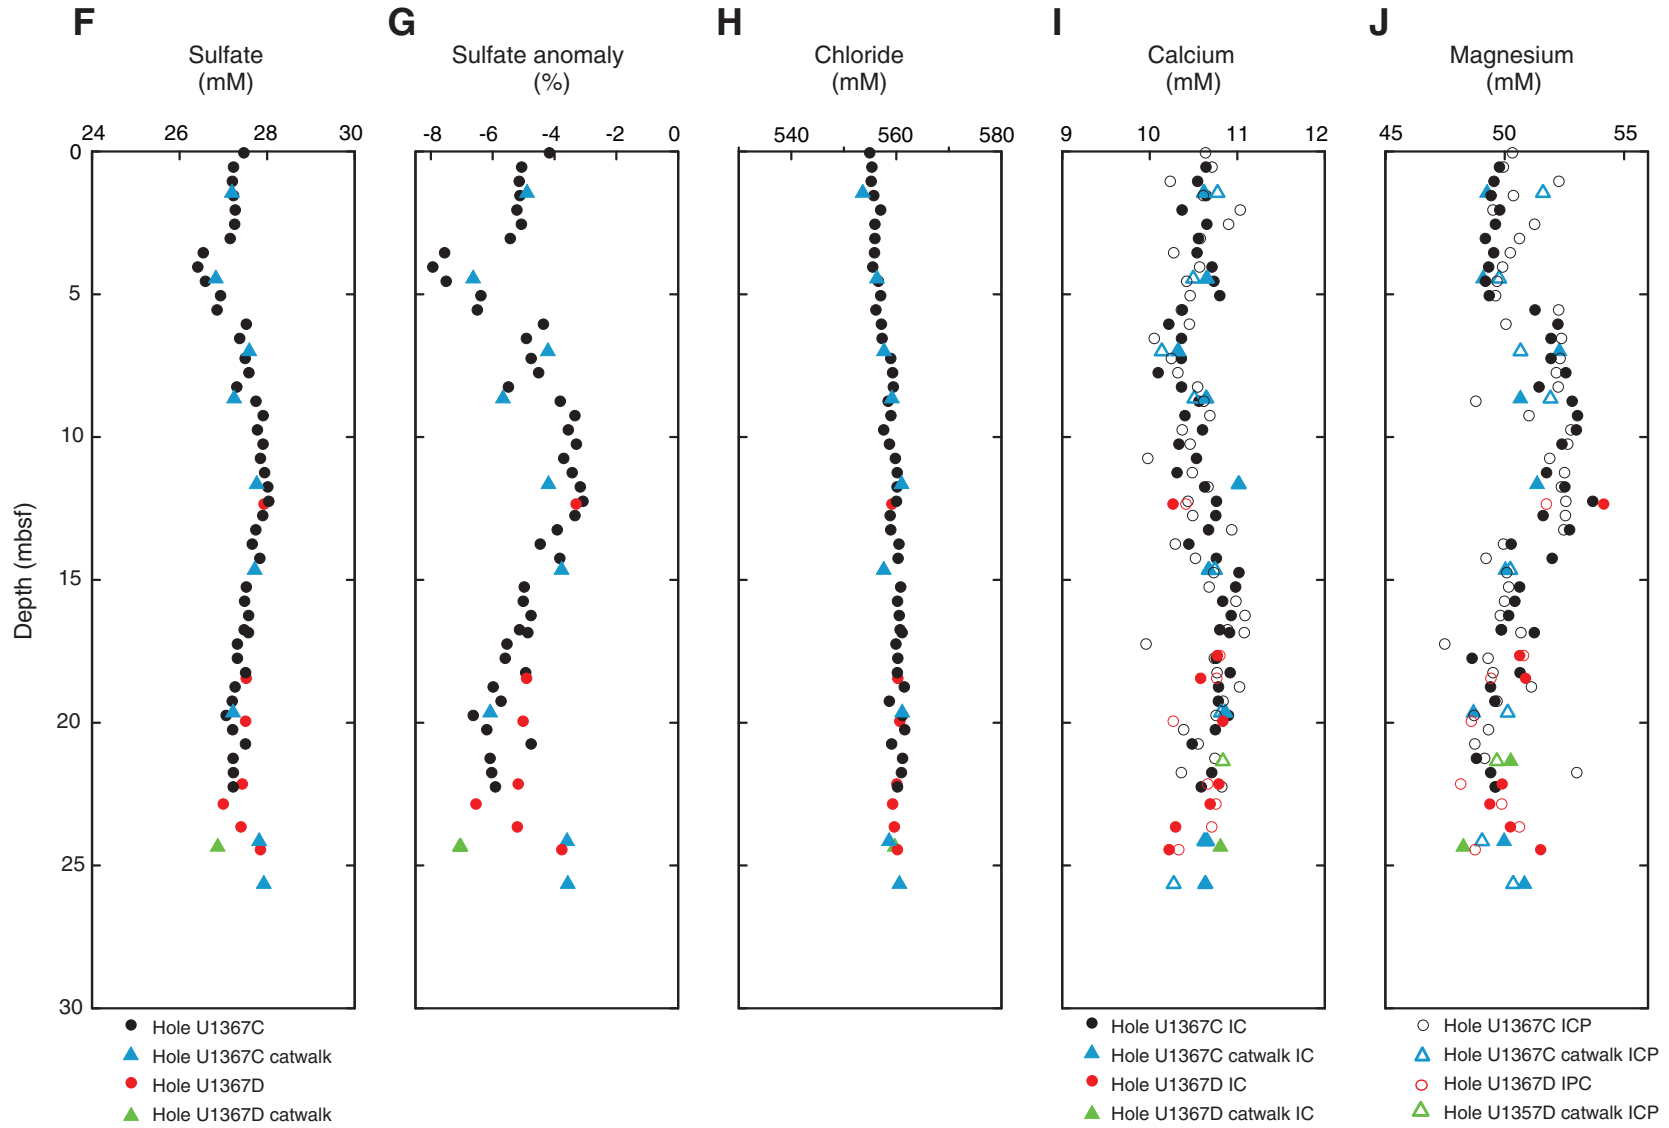 F G H I J
Sulfate Sulfate anomaly Chloride Calcium Magnesium
(mM) (%) (mM) (mM) (mM)
24 26 28 30 -8 -6 -4 -2 0 540 560 580 9 10 11 12 45 50 55
0
5
10
15
20
25
30
Depth (mbsf)
Hole U1367C
Hole U1367C catwalk
Hole U1367D
Hole U1367D catwalk
Hole U1367C IC
Hole U1367C catwalk IC
Hole U1367D IC
Hole U1367D catwalk IC
Hole U1367C ICP
Hole U1367C catwalk ICP
Hole U1367D IPC
Hole U1357D catwalk ICP